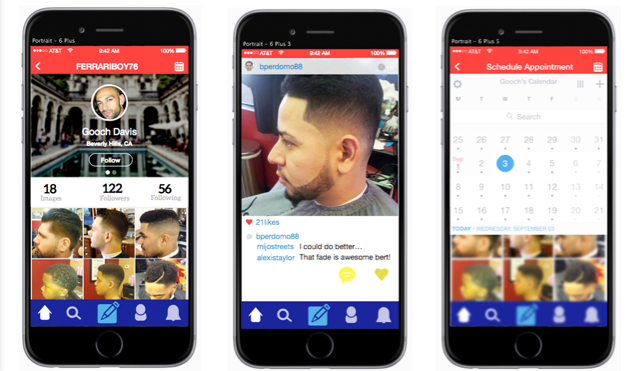 Portrait - 6 Plus
AT&T 9:42 AM 100%
FERRARIBOY76
Gooch Davis
Beverly Hills, CA
Follow
18 122 56
Images Followers Following
Portrait - 6 Plus 3
AT&T 9:42 AM 100%
bperdomo88
21likes
bperdomo88
mijostreets I could do better...
alexistaylor That fade is awesome bert!
Portrait - 6 Plus 5
AT&T 9:42 AM 100%
Schedule Appointment
Gooch's Calendar
M T W T F S S
Search
25 26 27 28 29 30 31
Sep
1 2 3 4 5 6 7
8 9 10 11 12 13 14
15 16 17 18 19 20 21
TODAY - WEDNESDAY, SEPTEMBER 03